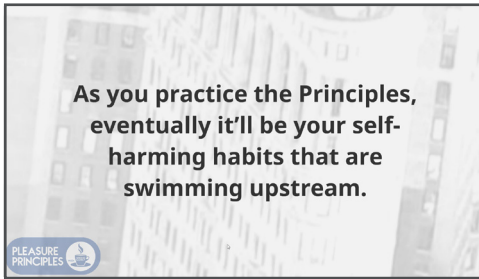 As you practice the Principles,
eventually it'll be your self-
harming habits that are
swimming upstream.
PLEASURE
PRINCIPLES